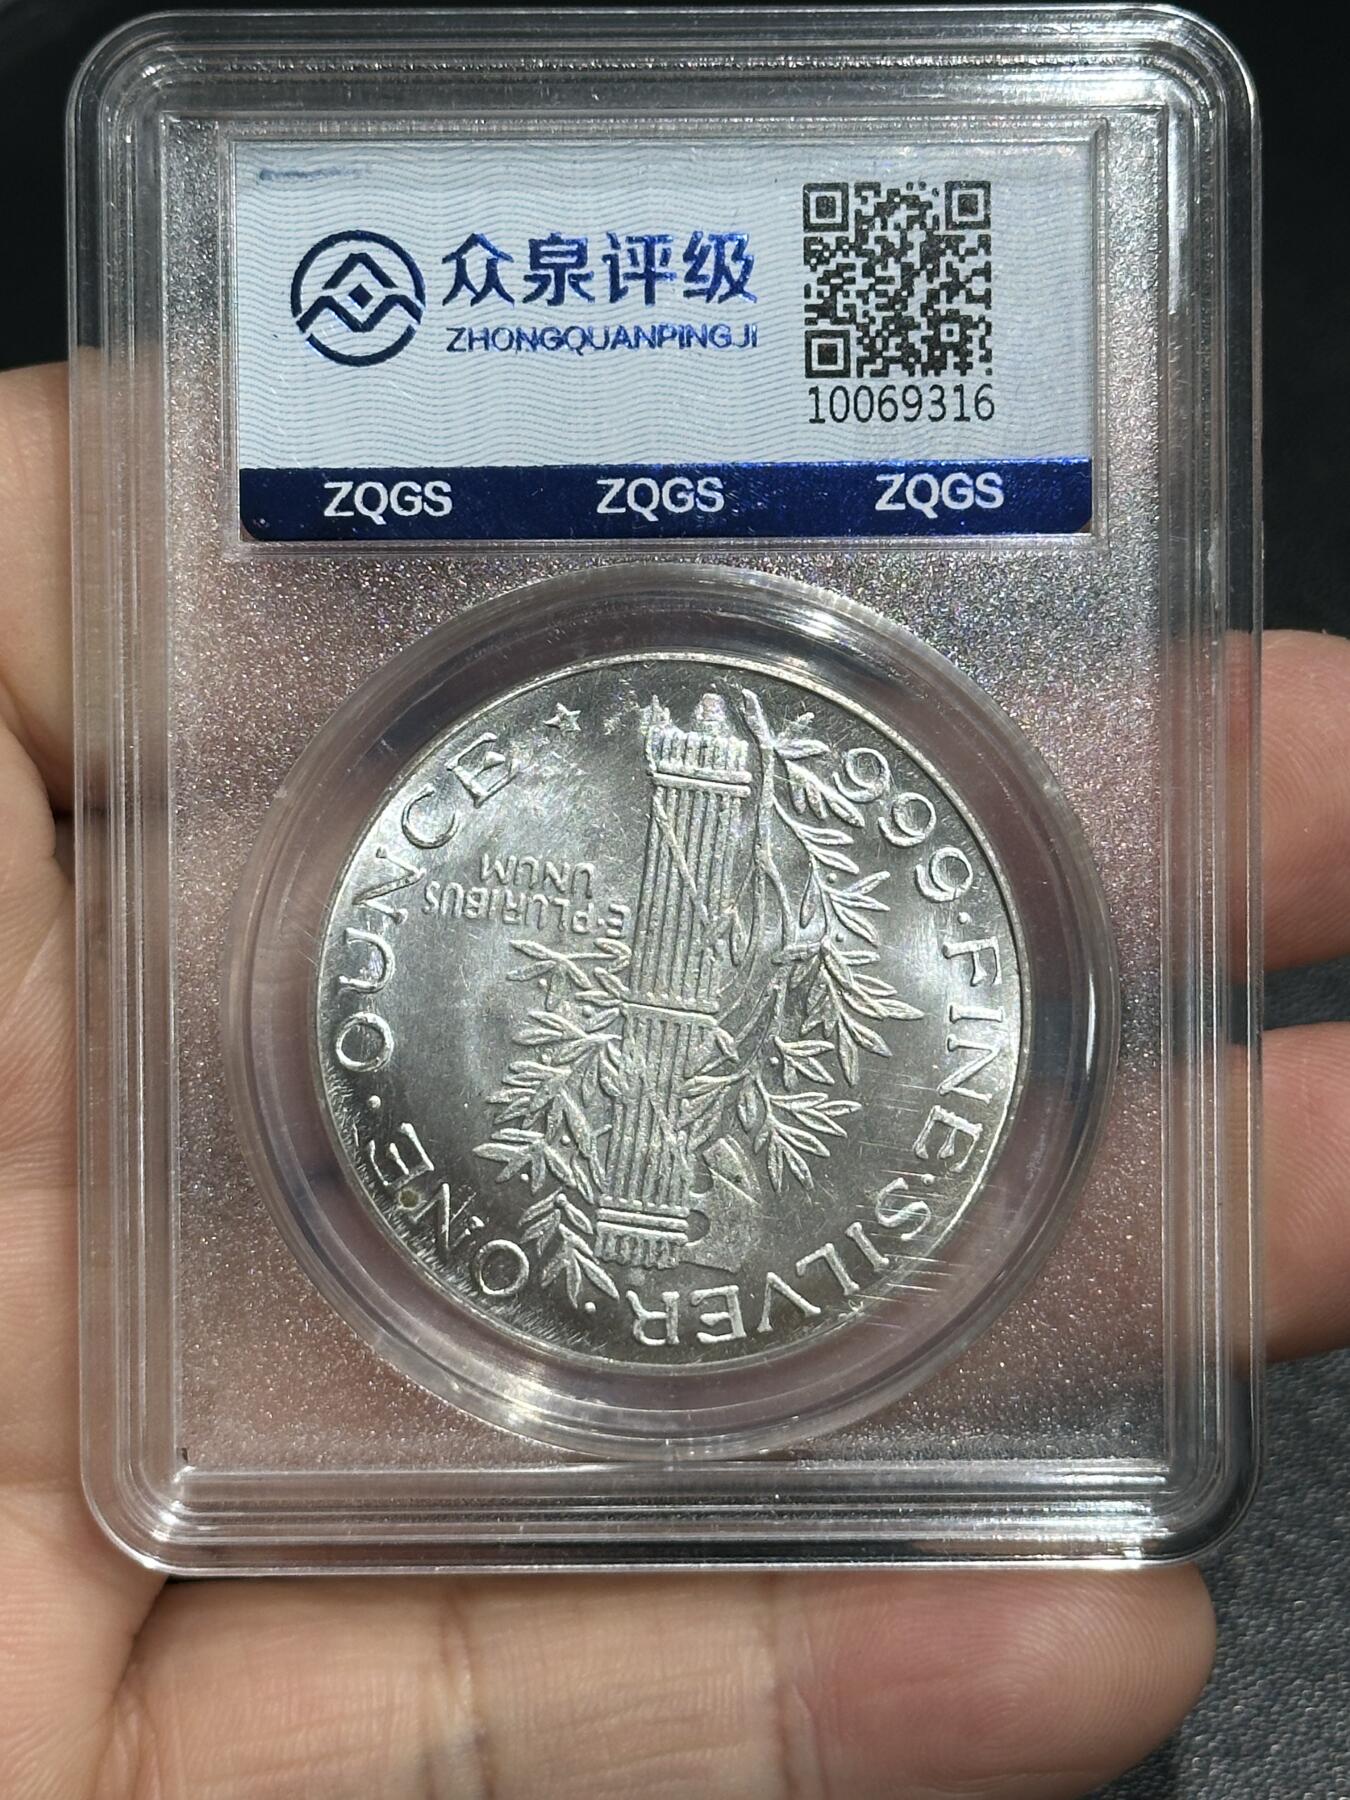 众泉评级
ZHONGQUANPINGJI
10069316
ZQGS ZQGS ZQGS
999·FINE·SILVER·
ONE·OUNCE
E·PLURIBUS
UNUM